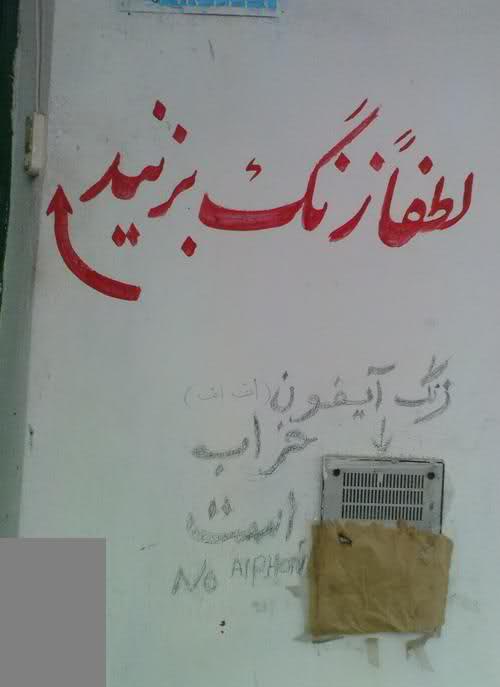 لطفاً زنگ بزنید
زنگ آیفون (اف اف)
خراب
است
No AIPHON